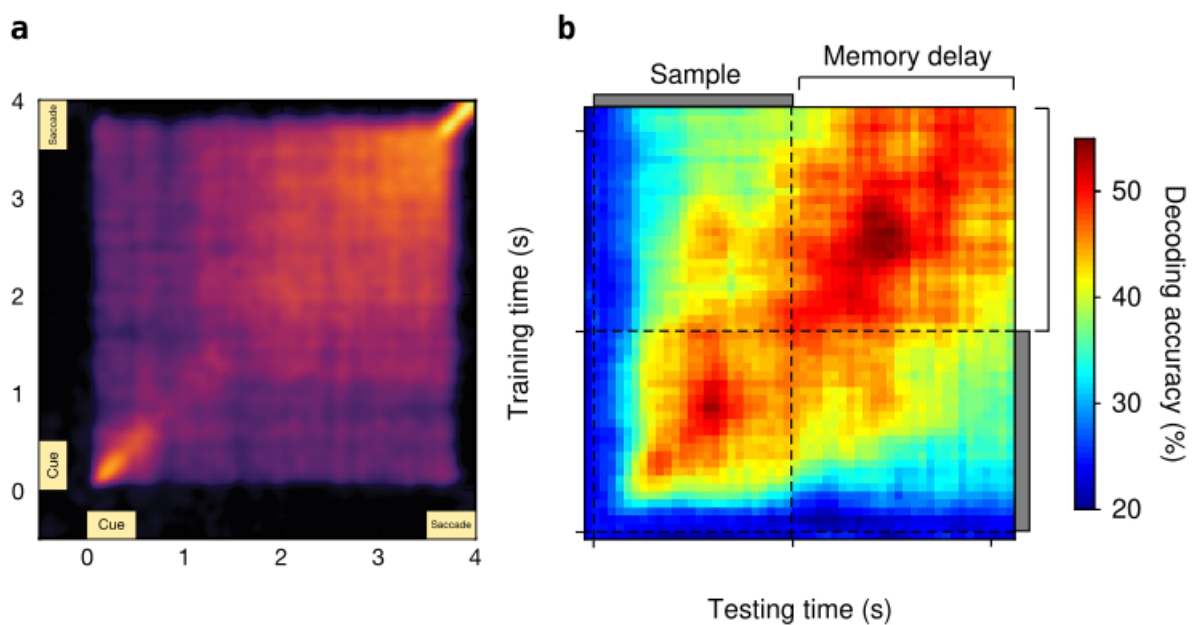 a
b
Sample
Memory delay
4
3
2
1
0
Saccade
Cue
Cue
Saccade
0
1
2
3
4
Training time (s)
Testing time (s)
50
40
30
20
Decoding accuracy (%)